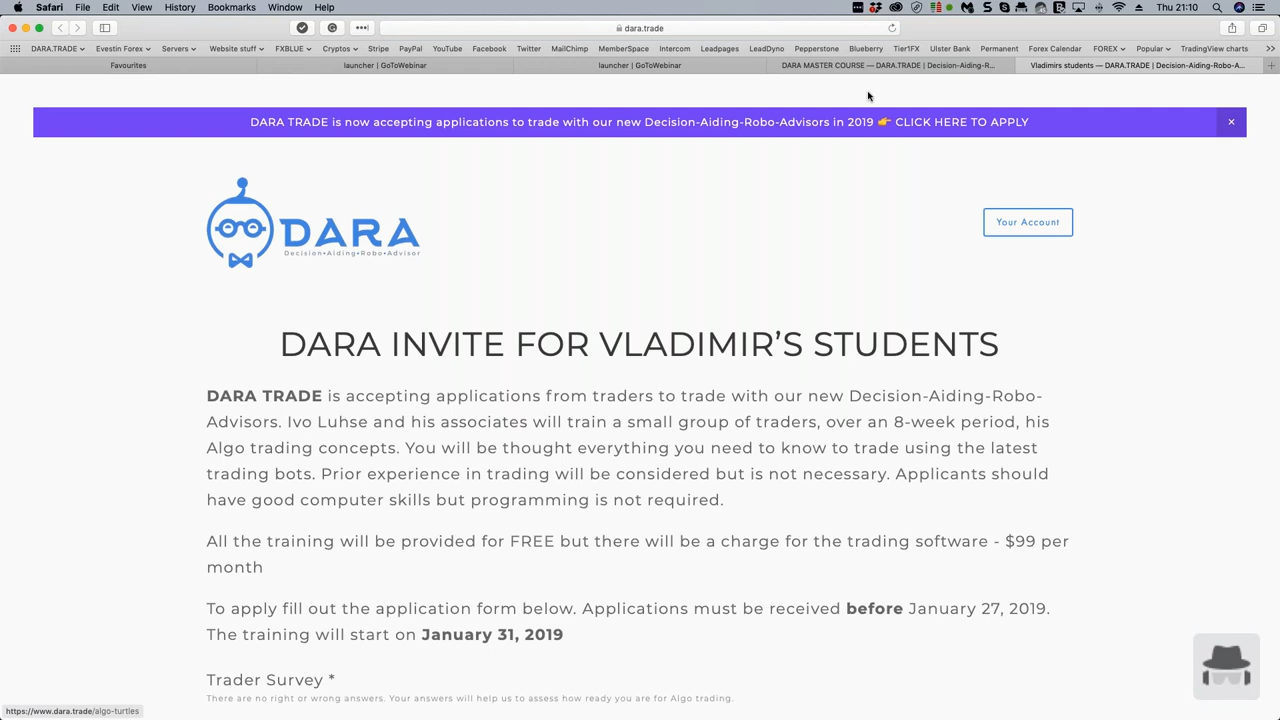 Safari File Edit View History Bookmarks Window Help
Thu 21:10
dara.trade
DARA.TRADE Evestin Forex Servers Website stuff FXBLUE Cryptos Stripe PayPal YouTube Facebook Twitter MailChimp MemberSpace Intercom Leadpages LeadDyno Pepperstone Blueberry Tier1FX Ulster Bank Permanent Forex Calendar FOREX Popular TradingView charts
Favourites launcher | GoToWebinar launcher | GoToWebinar DARA MASTER COURSE — DARA.TRADE | Decision-Aiding-R... Vladimirs students — DARA.TRADE | Decision-Aiding-Robo-A...
DARA TRADE is now accepting applications to trade with our new Decision-Aiding-Robo-Advisors in 2019 👉 CLICK HERE TO APPLY
DARA
Decision•Aiding•Robo•Advisor
Your Account
DARA INVITE FOR VLADIMIR’S STUDENTS
DARA TRADE is accepting applications from traders to trade with our new Decision-Aiding-Robo-
Advisors. Ivo Luhse and his associates will train a small group of traders, over an 8-week period, his
Algo trading concepts. You will be thought everything you need to know to trade using the latest
trading bots. Prior experience in trading will be considered but is not necessary. Applicants should
have good computer skills but programming is not required.
All the training will be provided for FREE but there will be a charge for the trading software - $99 per
month
To apply fill out the application form below. Applications must be received before January 27, 2019.
The training will start on January 31, 2019
Trader Survey *
There are no right or wrong answers. Your answers will help us to assess how ready you are for Algo trading.
https://www.dara.trade/algo-turtles